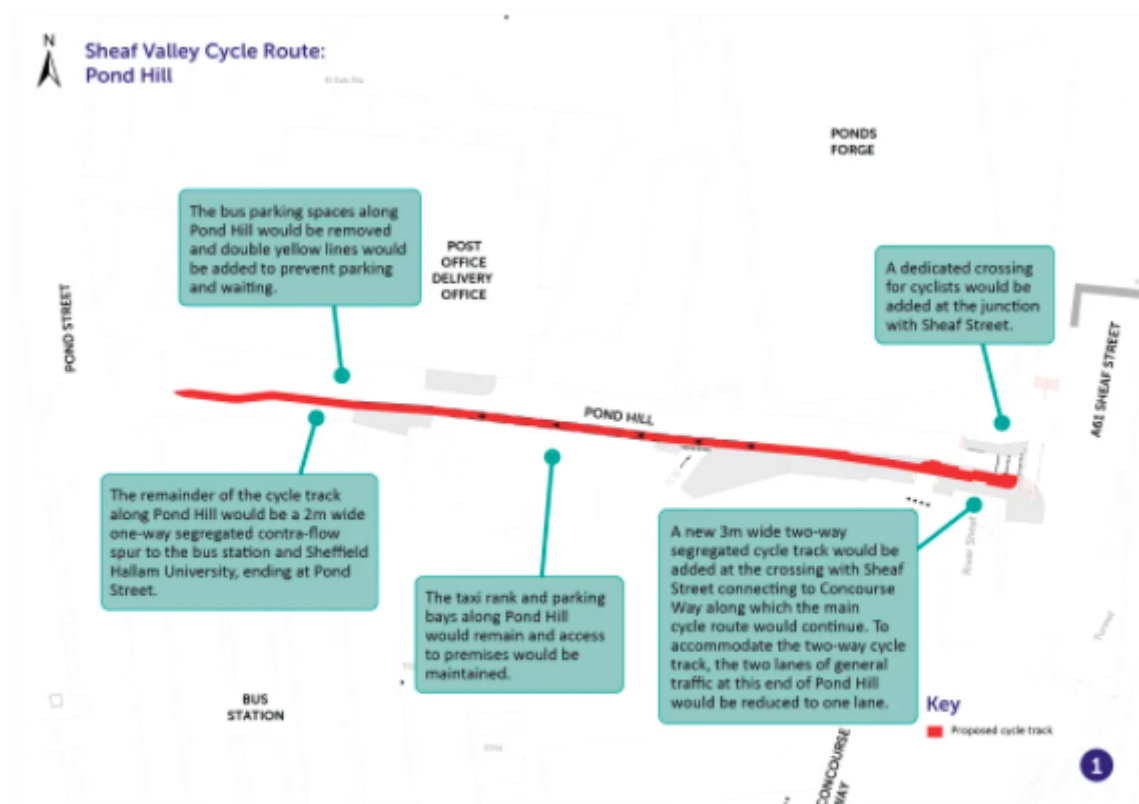 N
Sheaf Valley Cycle Route:
Pond Hill
El Sub Sta
PONDS
FORGE
The bus parking spaces along
Pond Hill would be removed
and double yellow lines would
be added to prevent parking
and waiting.
POST
OFFICE
DELIVERY
OFFICE
A dedicated crossing
for cyclists would be
added at the junction
with Sheaf Street.
POND STREET
A61 SHEAF STREET
POND HILL
The remainder of the cycle track
along Pond Hill would be a 2m wide
one-way segregated contra-flow
spur to the bus station and Sheffield
Hallam University, ending at Pond
Street.
The taxi rank and parking
bays along Pond Hill
would remain and access
to premises would be
maintained.
A new 3m wide two-way
segregated cycle track would be
added at the crossing with Sheaf
Street connecting to Concourse
Way along which the main
cycle route would continue. To
accommodate the two-way cycle
track, the two lanes of general
traffic at this end of Pond Hill
would be reduced to one lane.
River Sheaf
Tunnel
BUS
STATION
Key
Proposed cycle track
CONCOURSE
WAY
1